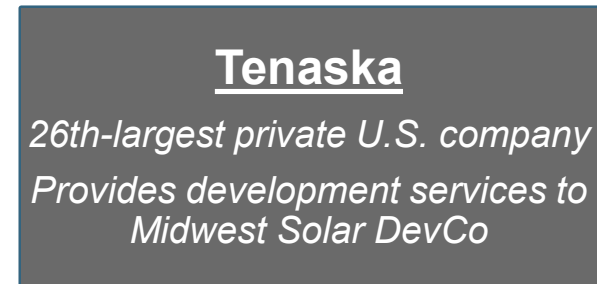 Tenaska
26th-largest private U.S. company
Provides development services to
Midwest Solar DevCo